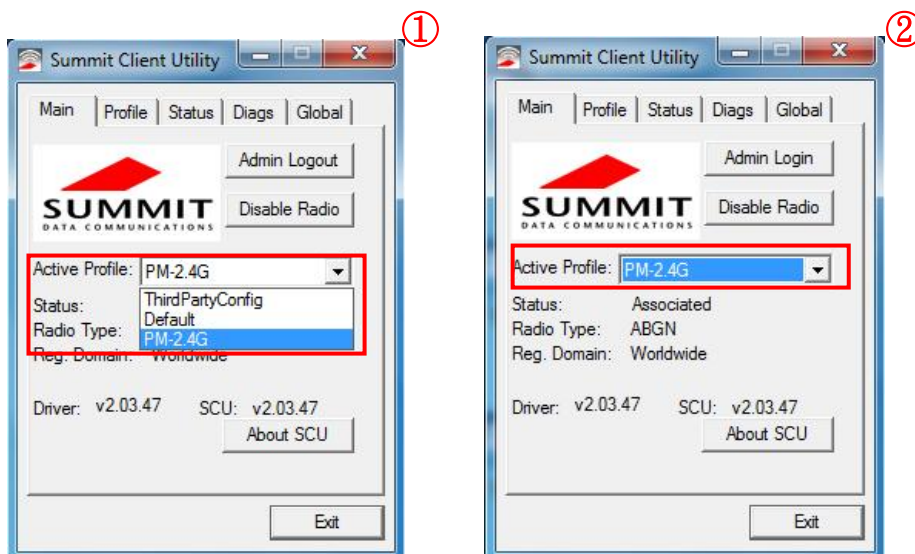 ①
Summit Client Utility
Main Profile Status Diags Global
Admin Logout
SUMMIT
DATA COMMUNICATIONS
Disable Radio
Active Profile: PM-2.4G
ThirdPartyConfig
Default
PM-2.4G
Status:
Radio Type:
Reg. Domain: Worldwide
Driver: v2.03.47 SCU: v2.03.47
About SCU
Exit
②
Summit Client Utility
Main Profile Status Diags Global
Admin Login
SUMMIT
DATA COMMUNICATIONS
Disable Radio
Active Profile: PM-2.4G
Status: Associated
Radio Type: ABGN
Reg. Domain: Worldwide
Driver: v2.03.47 SCU: v2.03.47
About SCU
Exit